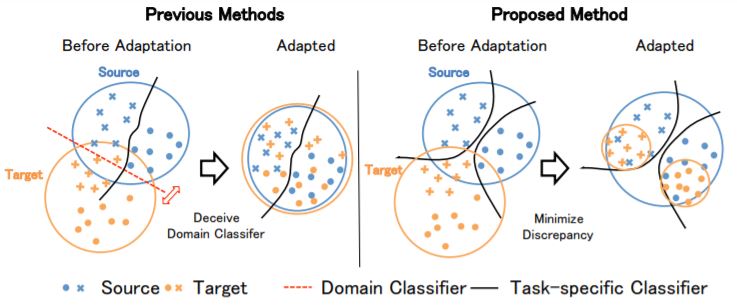 Previous Methods
Before Adaptation
Adapted
Source
Target
Deceive
Domain Classifer
Proposed Method
Before Adaptation
Adapted
Source
Target
Minimize
Discrepancy
Source Target Domain Classifier Task-specific Classifier